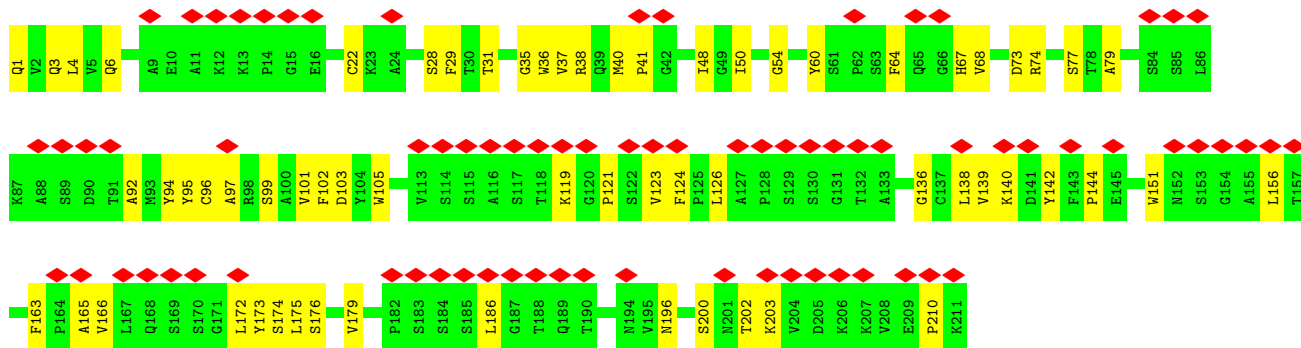 Q1 V2 Q3 L4 V5 Q6 A9 E10 A11 K12 K13 P14 G15 E16 C22 K23 A24 S28 F29 T30 T31 G35 W36 V37 R38 Q39 M40 P41 G42 I48 G49 I50 G54 Y60 S61 P62 S63 F64 Q65 G66 H67 V68 D73 R74 S77 T78 A79 S84 S85 L86
K87 A88 S89 D90 T91 A92 M93 Y94 Y95 C96 A97 R98 S99 A100 V101 F102 D103 Y104 W105 V113 S114 S115 A116 S117 T118 K119 G120 P121 S122 V123 F124 P125 L126 A127 P128 S129 S130 G131 T132 A133 G136 C137 L138 V139 K140 D141 Y142 F143 P144 E145 W151 N152 S153 G154 A155 L156 T157
F163 P164 A165 V166 L167 Q168 S169 S170 G171 L172 Y173 S174 L175 S176 V179 P182 S183 S184 S185 L186 G187 T188 Q189 T190 N194 V195 N196 S200 N201 T202 K203 V204 D205 K206 K207 V208 E209 P210 K211